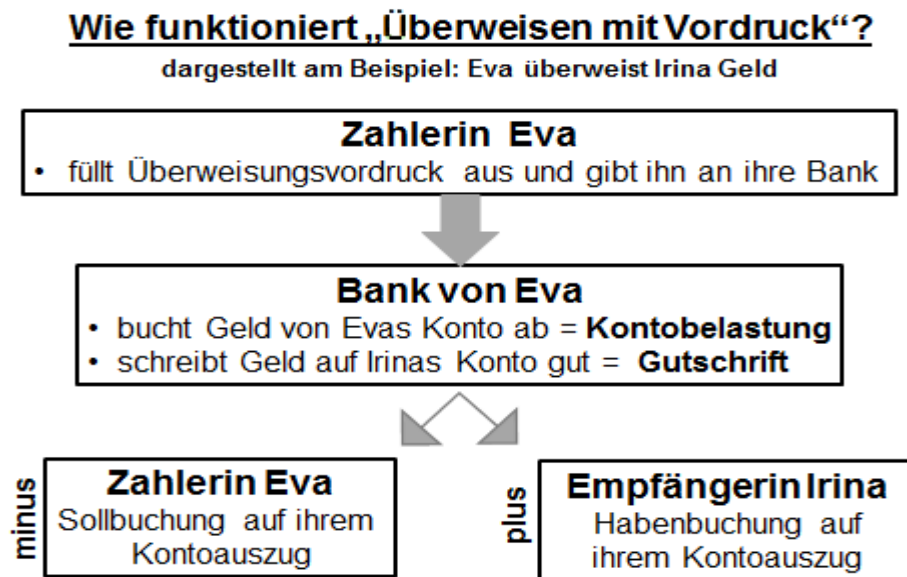 Wie funktioniert „Überweisen mit Vordruck“?
dargestellt am Beispiel: Eva überweist Irina Geld
Zahlerin Eva
• füllt Überweisungsvordruck aus und gibt ihn an ihre Bank
Bank von Eva
• bucht Geld von Evas Konto ab = Kontobelastung
• schreibt Geld auf Irinas Konto gut = Gutschrift
minus
Zahlerin Eva
Sollbuchung auf ihrem
Kontoauszug
plus
Empfängerin Irina
Habenbuchung auf
ihrem Kontoauszug